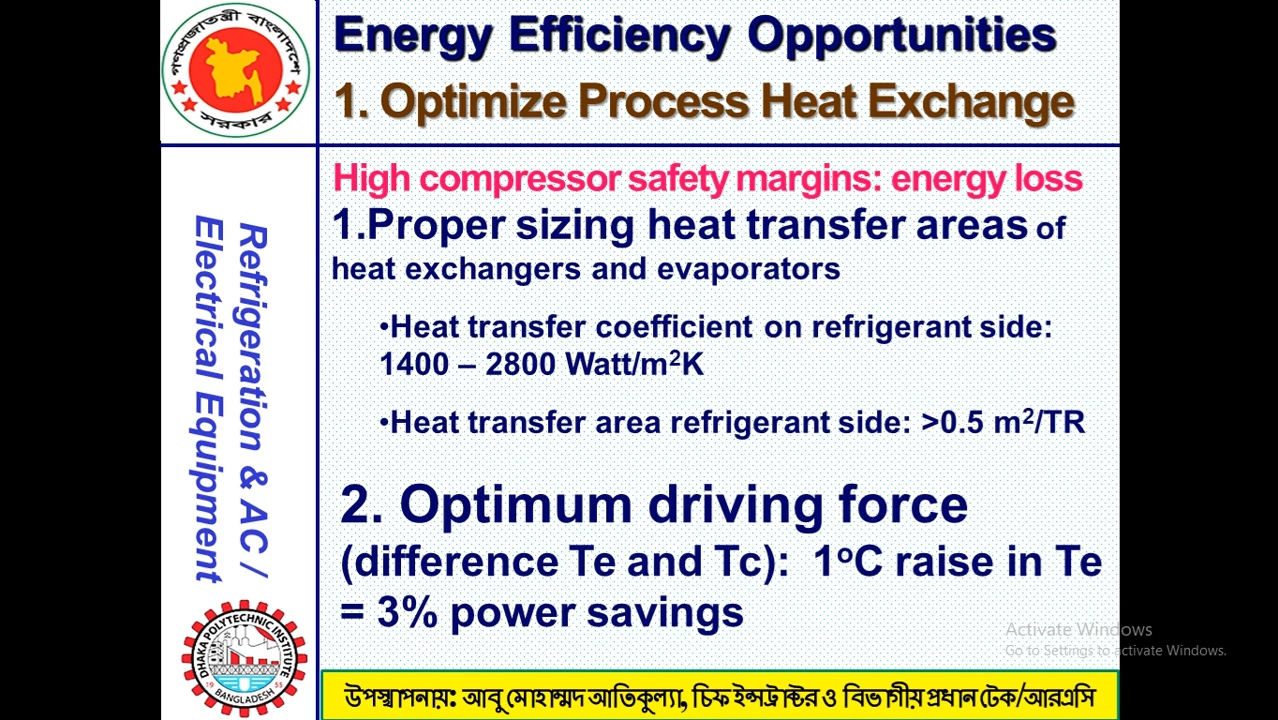 Energy Efficiency Opportunities
1. Optimize Process Heat Exchange
গণপ্রজাতন্ত্রী বাংলাদেশ
সরকার
High compressor safety margins: energy loss
1.Proper sizing heat transfer areas of
heat exchangers and evaporators
•Heat transfer coefficient on refrigerant side:
1400 – 2800 Watt/m²K
•Heat transfer area refrigerant side: >0.5 m²/TR
2. Optimum driving force
(difference Te and Tc): 1ᵒC raise in Te
= 3% power savings
Refrigeration & AC /
Electrical Equipment
DHAKA POLYTECHNIC INSTITUTE
1955
BANGLADESH
Activate Windows
Go to Settings to activate Windows.
উপস্থাপনায়: আবু মোহাম্মদ আতিকুল্যা, চিফ ইন্সট্রাক্টর ও বিভাগীয় প্রধান টেক/আরএসি